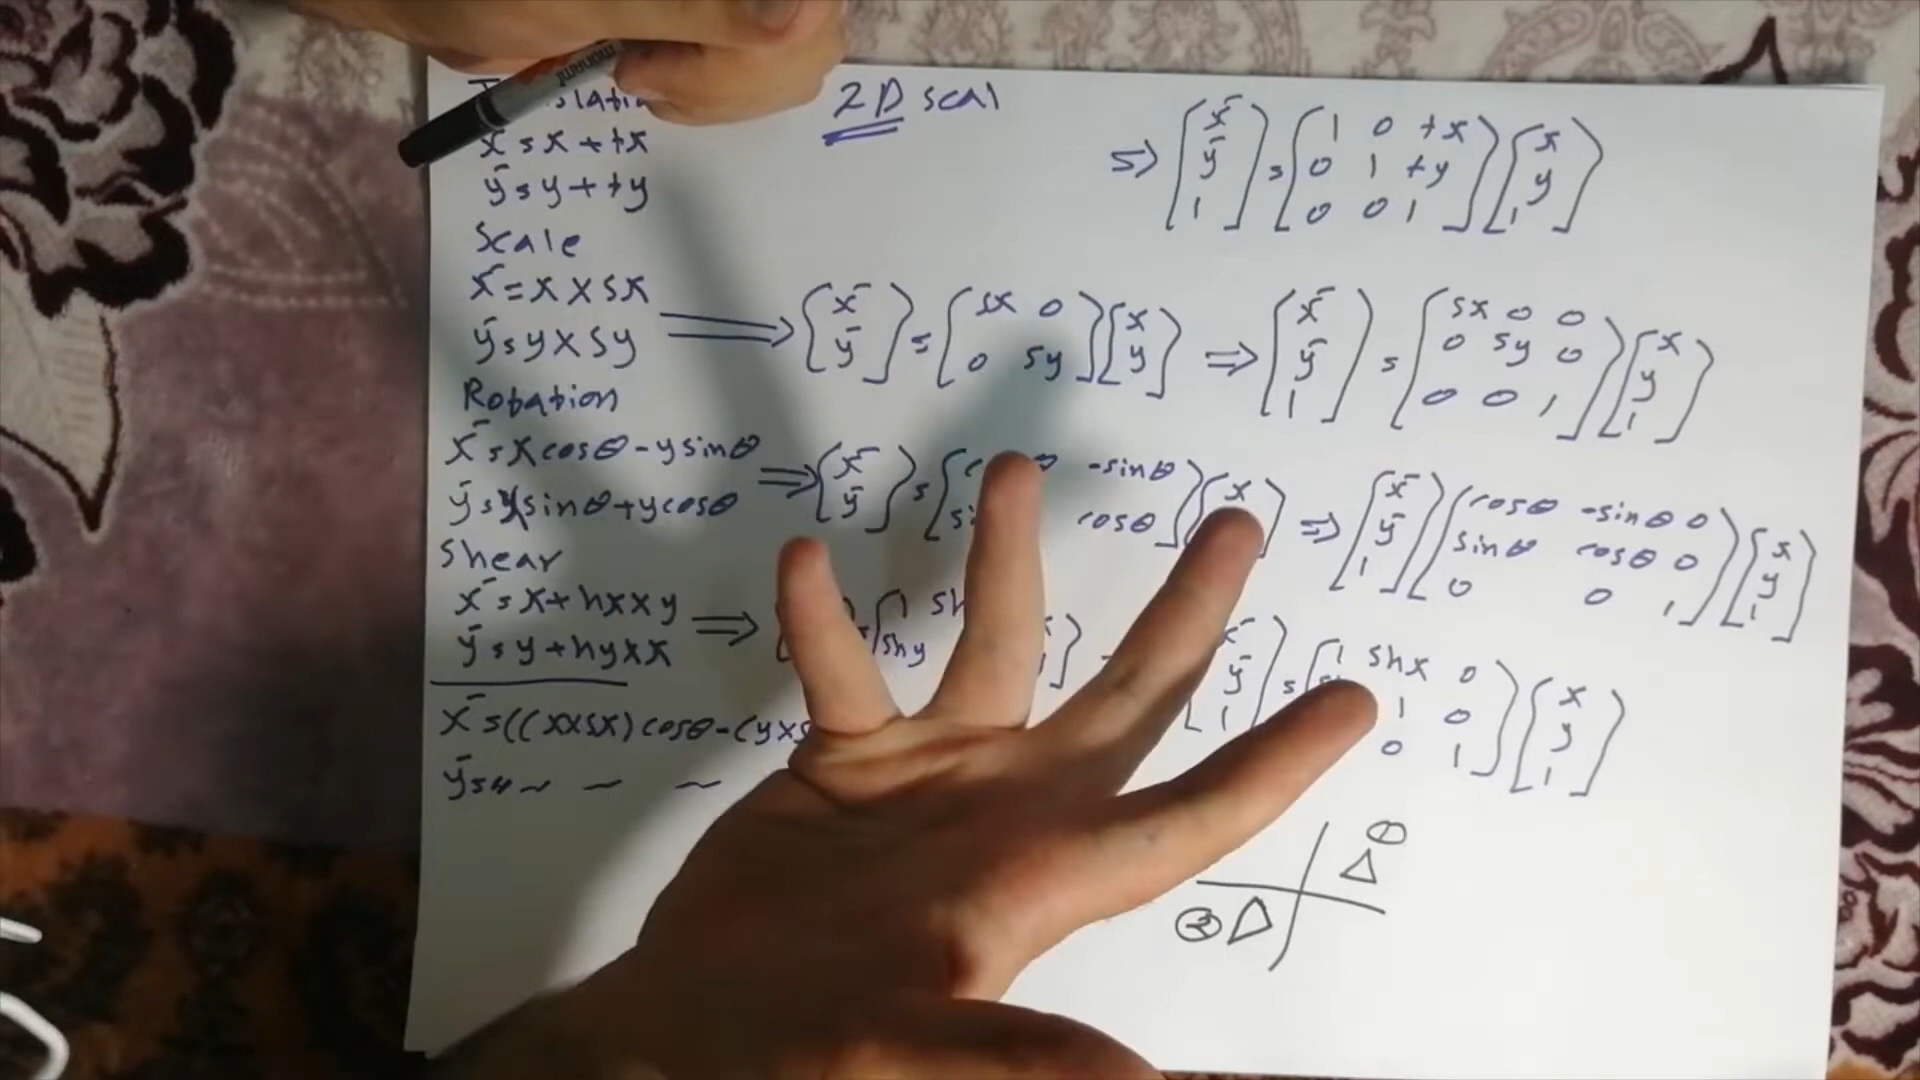 monami
2D scal
x̄ = x + tx
ȳ = y + ty
⇒ [x̄ ȳ 1] = [1 0 tx
0 1 ty
0 0 1] [x y 1]
Scale
x̄ = x × sx
ȳ = y × sy
⇒ [x̄ ȳ] = [sx 0
0 sy] [x y]
⇒ [x̄ ȳ 1] = [sx 0 0
0 sy 0
0 0 1] [x y 1]
Rotation
x̄ = x cosθ - y sinθ
ȳ = x sinθ + y cosθ
⇒ [x̄ ȳ] = [-sinθ
cosθ] [x
⇒ [x̄ ȳ 1] [cosθ -sinθ 0
sinθ cosθ 0
0 0 1] [x y 1]
Shear
x̄ = x + hx × y
ȳ = y + hy × x
⇒ [1
shy
[x̄ ȳ 1] = [1 shx 0
1 0
0 1] [x y 1]
x̄ = ((x × sx) cosθ - (y ×
ȳ = " ~ ~ ~
①
②